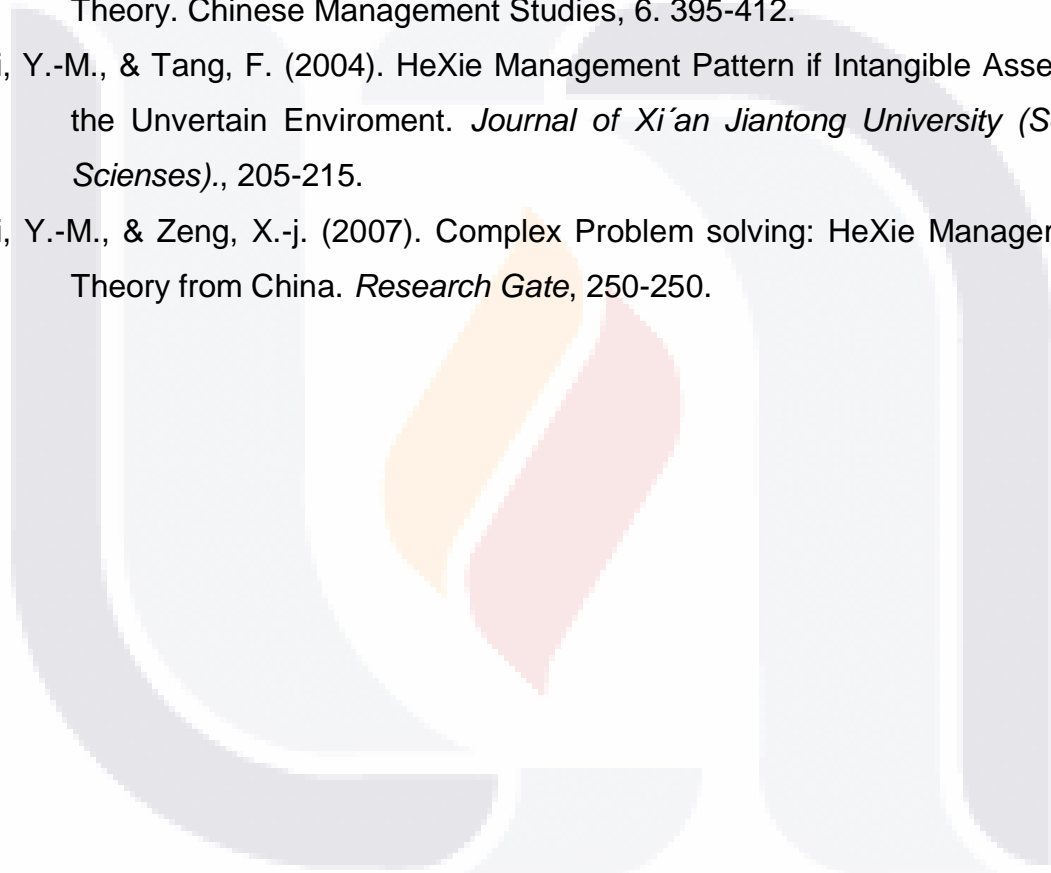 Theory. Chinese Management Studies, 6. 395-412.
i, Y.-M., & Tang, F. (2004). HeXie Management Pattern if Intangible Asse
the Unvertain Enviroment. Journal of Xi´an Jiantong University (S
Scienses)., 205-215.
i, Y.-M., & Zeng, X.-j. (2007). Complex Problem solving: HeXie Manager
Theory from China. Research Gate, 250-250.